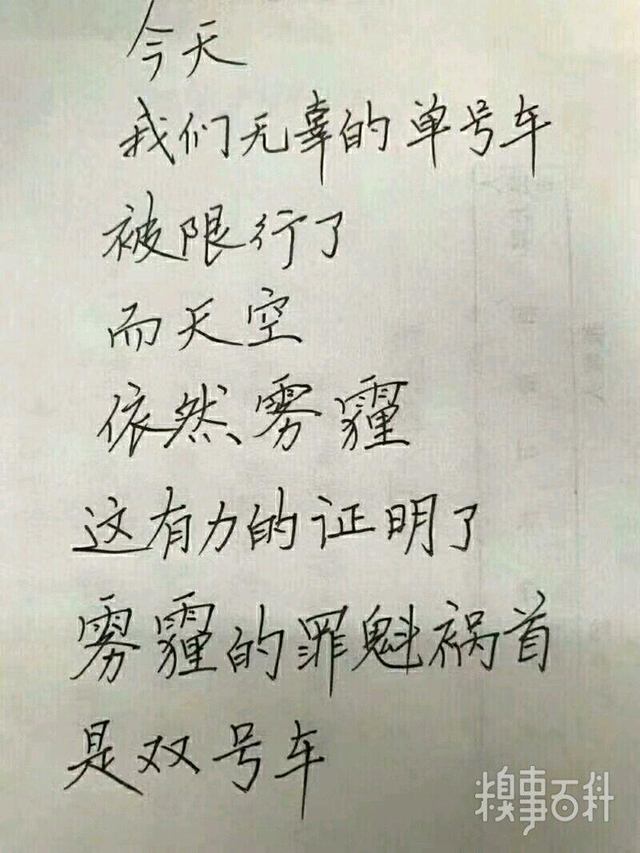 今天
我们无辜的单号车
被限行了
而天空
依然雾霾
这有力的证明了
雾霾的罪魁祸首
是双号车
糗事百科